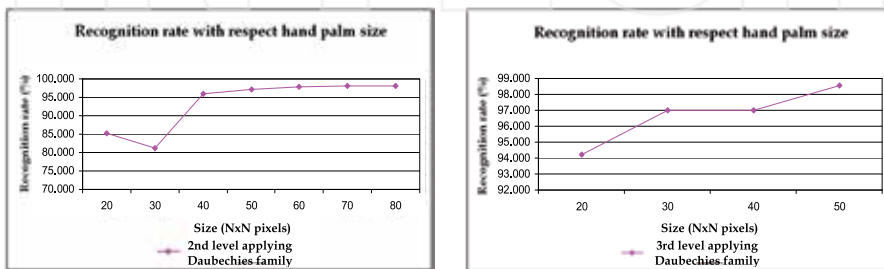 Recognition rate with respect hand palm size
Recognition rate (%)
100.000
95.000
90.000
85.000
80.000
75.000
70.000
20 30 40 50 60 70 80
Size (NxN pixels)
2nd level applying
Daubechies family
Recognition rate with respect hand palm size
Recognition rate (%)
99.000
98.000
97.000
96.000
95.000
94.000
93.000
92.000
20 30 40 50
Size (NxN pixels)
3rd level applying
Daubechies family